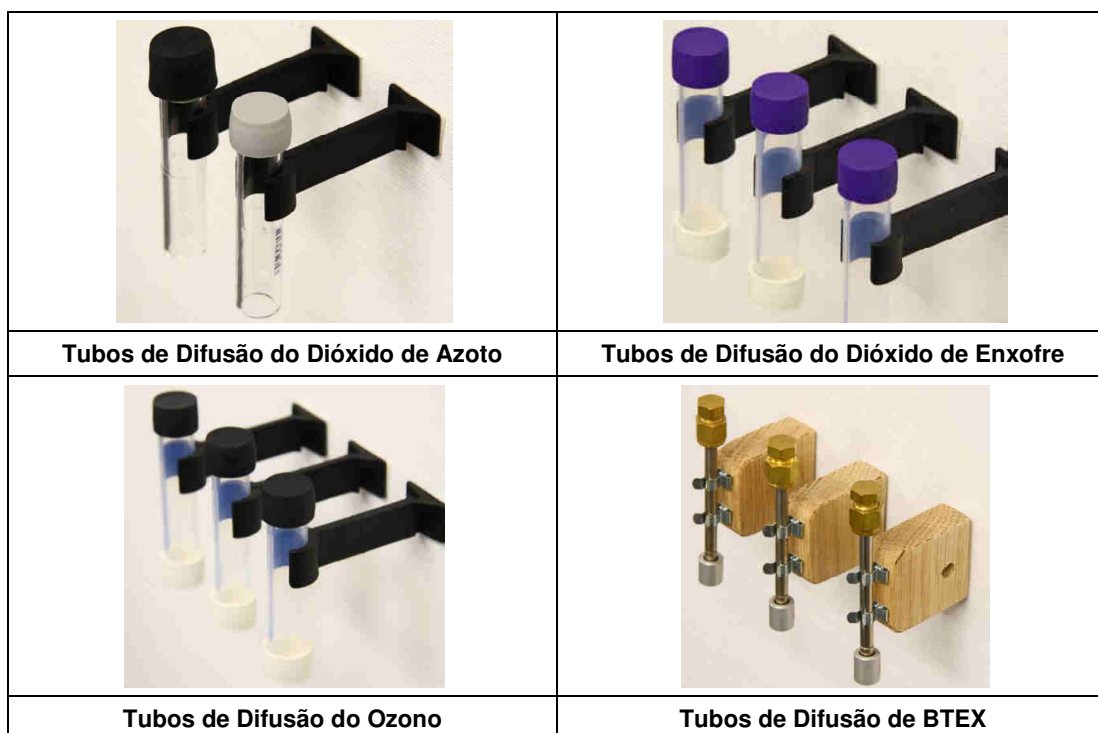 Tubos de Difusão do Dióxido de Azoto
Tubos de Difusão do Dióxido de Enxofre
Tubos de Difusão do Ozono
Tubos de Difusão de BTEX